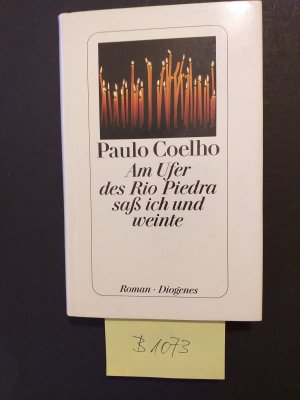 Paulo Coelho
Am Ufer
des Rio Piedra
saß ich und
weinte
Roman · Diogenes
B 1073